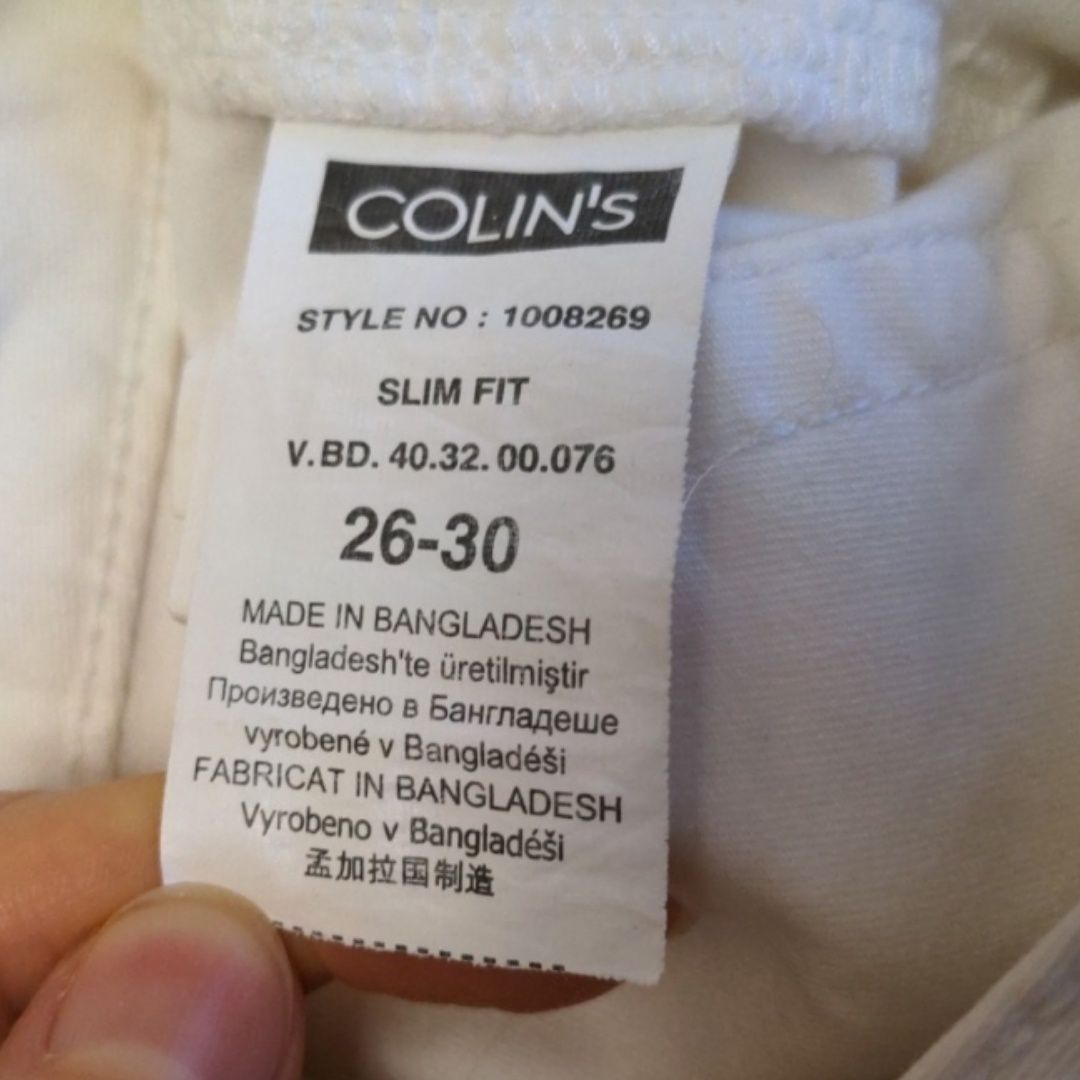 COLIN'S
STYLE NO : 1008269
SLIM FIT
V.BD. 40.32.00.076
26-30
MADE IN BANGLADESH
Bangladesh'te üretilmiştir
Произведено в Бангладеше
vyrobené v Bangladéši
FABRICAT IN BANGLADESH
Vyrobeno v Bangladéši
孟加拉国制造